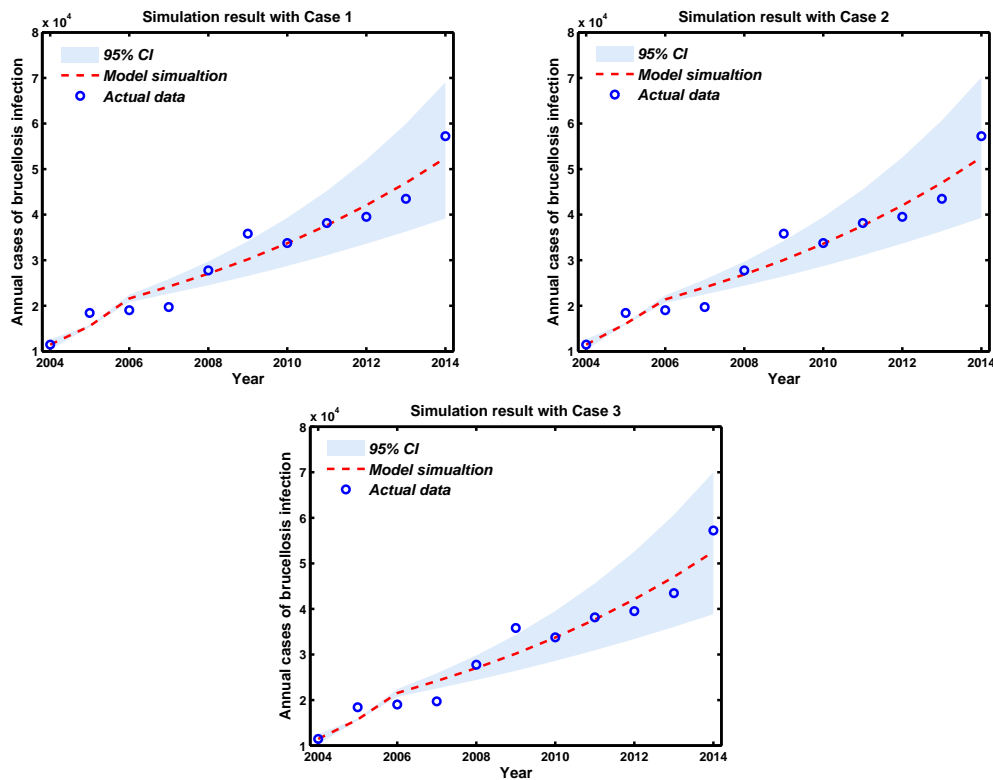 Simulation result with Case 1
x 10^4
8
7
6
5
4
3
2
1
Annual cases of brucellosis infection
95% CI
Model simualtion
Actual data
2004 2006 2008 2010 2012 2014
Year
Simulation result with Case 2
x 10^4
8
7
6
5
4
3
2
1
Annual cases of brucellosis infection
95% CI
Model simualtion
Actual data
2004 2006 2008 2010 2012 2014
Year
Simulation result with Case 3
x 10^4
8
7
6
5
4
3
2
1
Annual cases of brucellosis infection
95% CI
Model simualtion
Actual data
2004 2006 2008 2010 2012 2014
Year